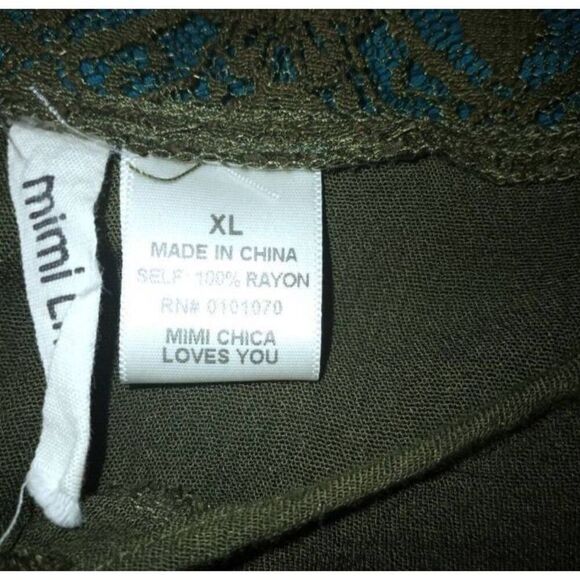 mimi
XL
MADE IN CHINA
SELF: 100% RAYON
RN# 0101070
MIMI CHICA
LOVES YOU